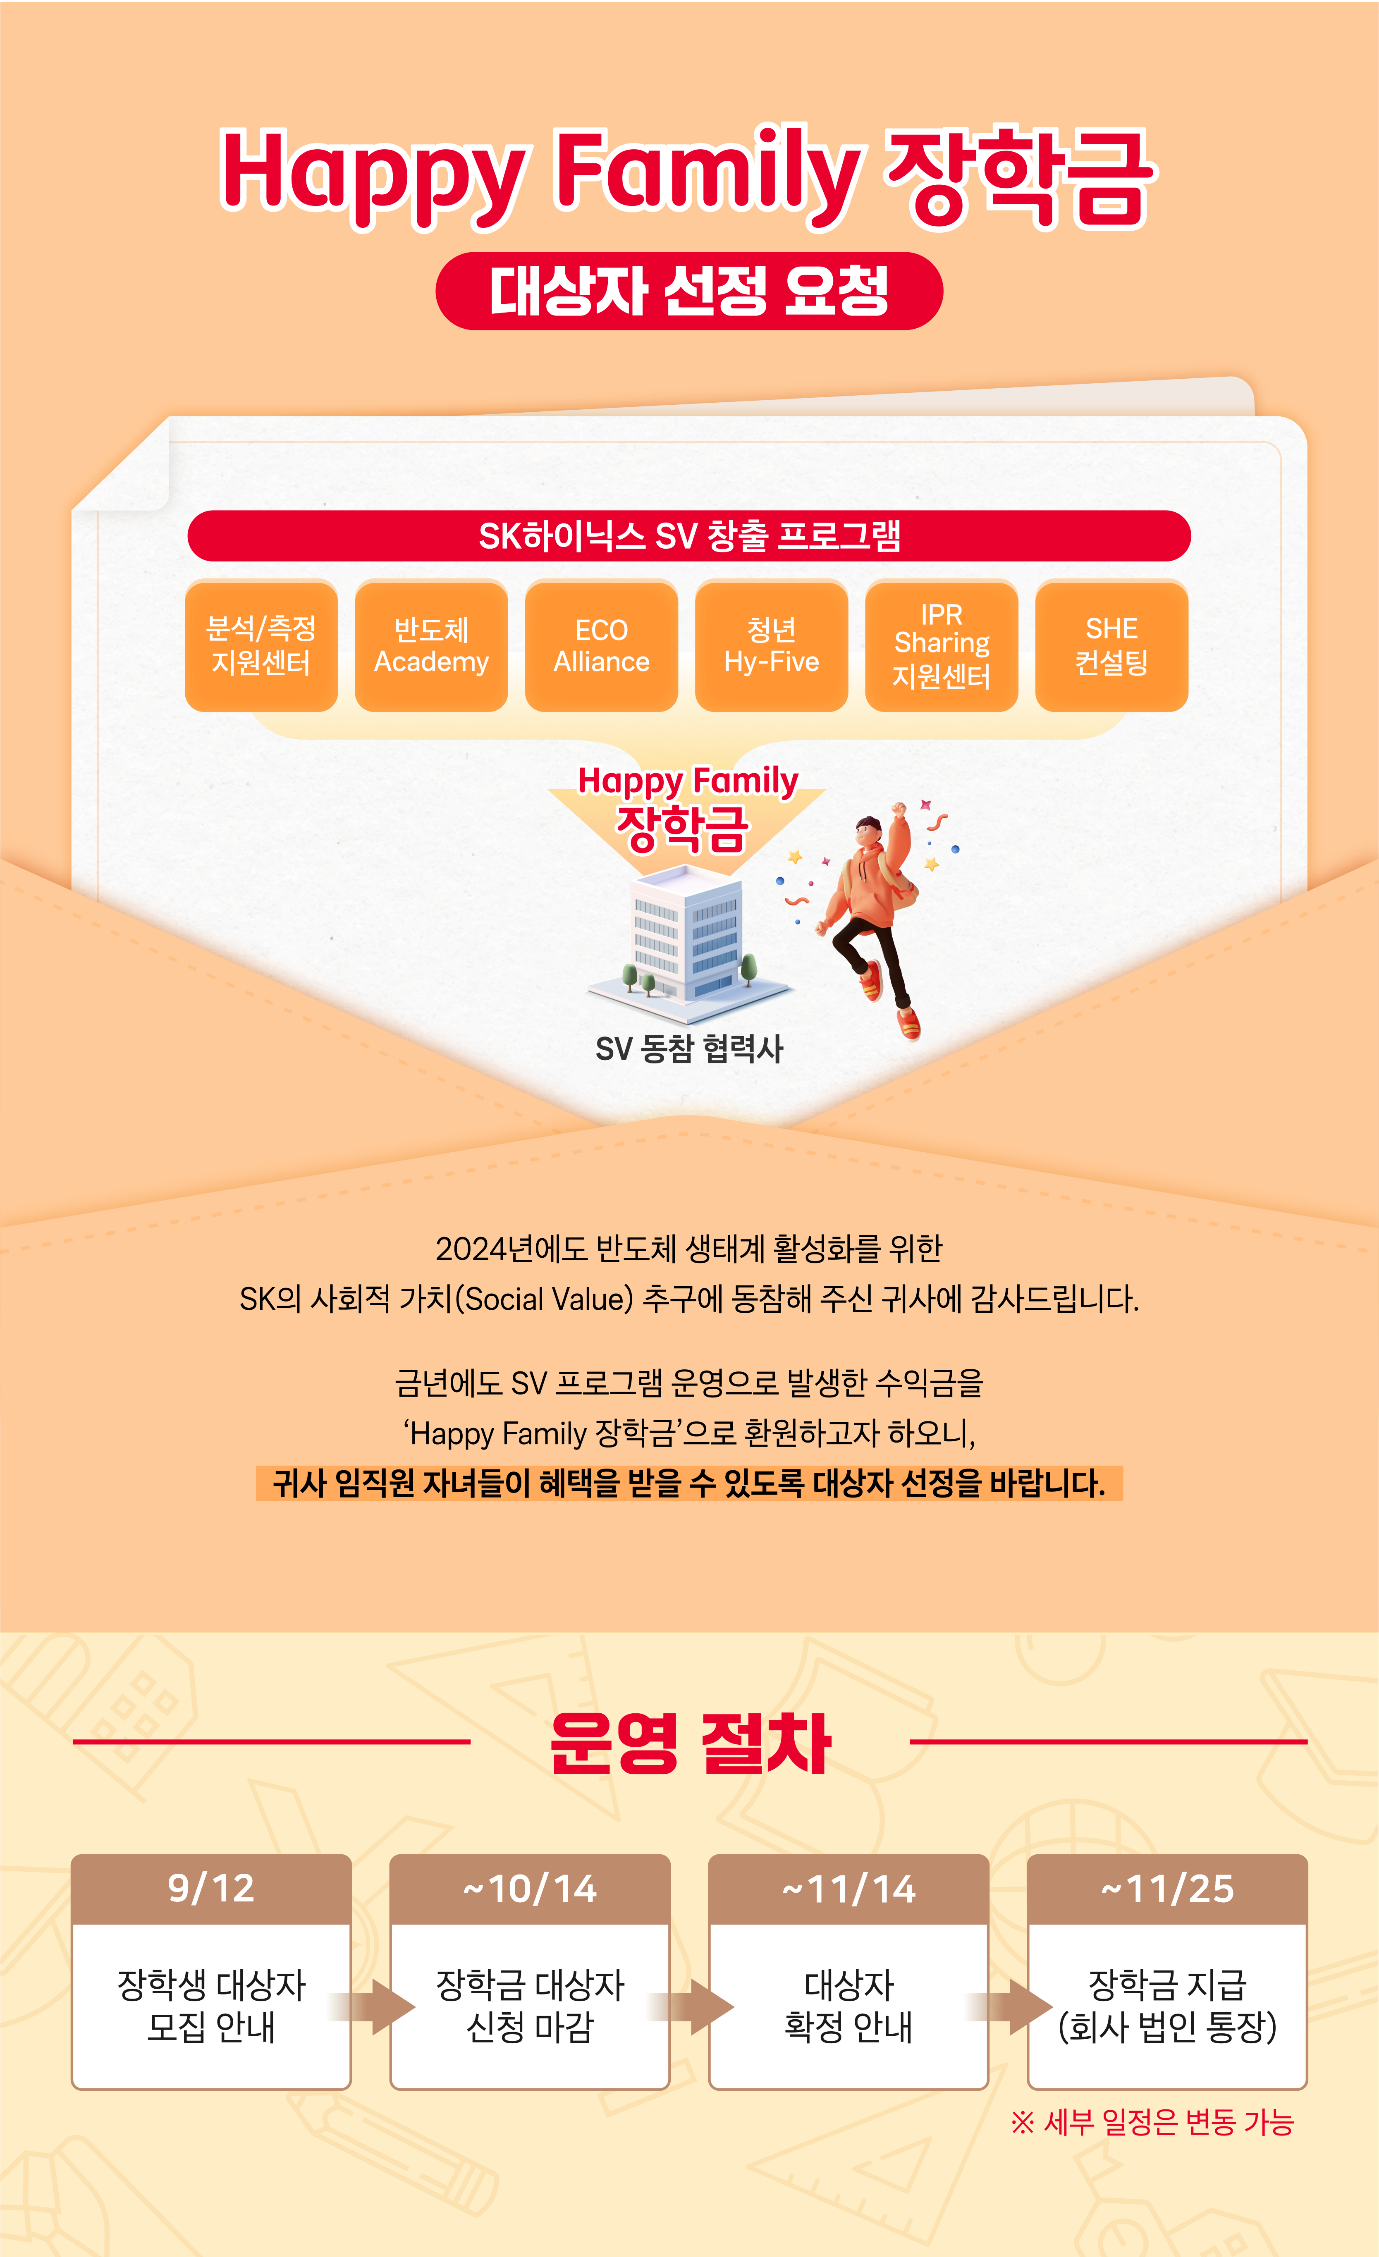 Happy Family 장학금
대상자 선정 요청
SK하이닉스 SV 창출 프로그램
분석/측정
지원센터
반도체
Academy
ECO
Alliance
청년
Hy-Five
IPR
Sharing
지원센터
SHE
컨설팅
Happy Family
장학금
SV 동참 협력사
2024년에도 반도체 생태계 활성화를 위한
SK의 사회적 가치(Social Value) 추구에 동참해 주신 귀사에 감사드립니다.
금년에도 SV 프로그램 운영으로 발생한 수익금을
‘Happy Family 장학금’으로 환원하고자 하오니,
귀사 임직원 자녀들이 혜택을 받을 수 있도록 대상자 선정을 바랍니다.
운영 절차
9/12
장학생 대상자
모집 안내
~10/14
장학금 대상자
신청 마감
~11/14
대상자
확정 안내
~11/25
장학금 지급
(회사 법인 통장)
※ 세부 일정은 변동 가능